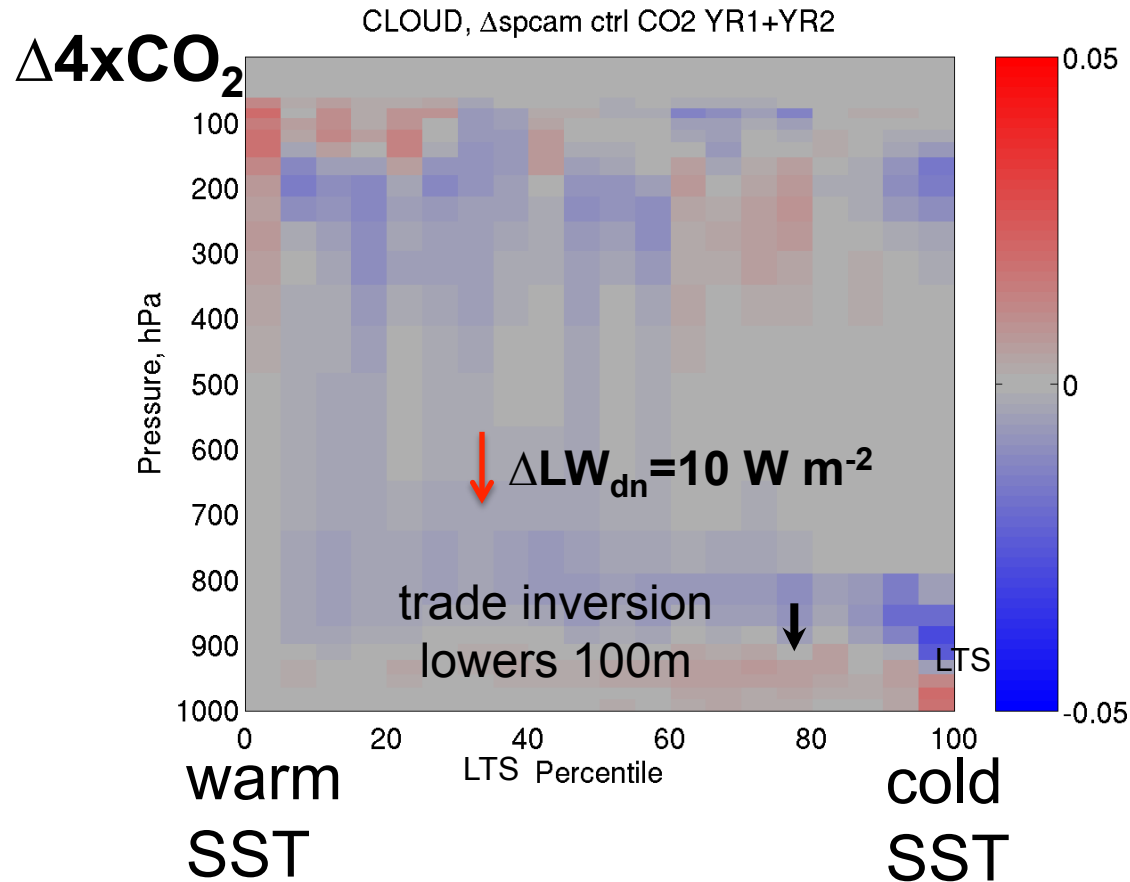 CLOUD, Δspcam ctrl CO2 YR1+YR2
Δ4xCO2
0.05
0
-0.05
Pressure, hPa
100
200
300
400
500
600
700
800
900
1000
ΔLWdn=10 W m-2
trade inversion
lowers 100m
LTS
0 20 40 60 80 100
LTS Percentile
warm
SST
cold
SST